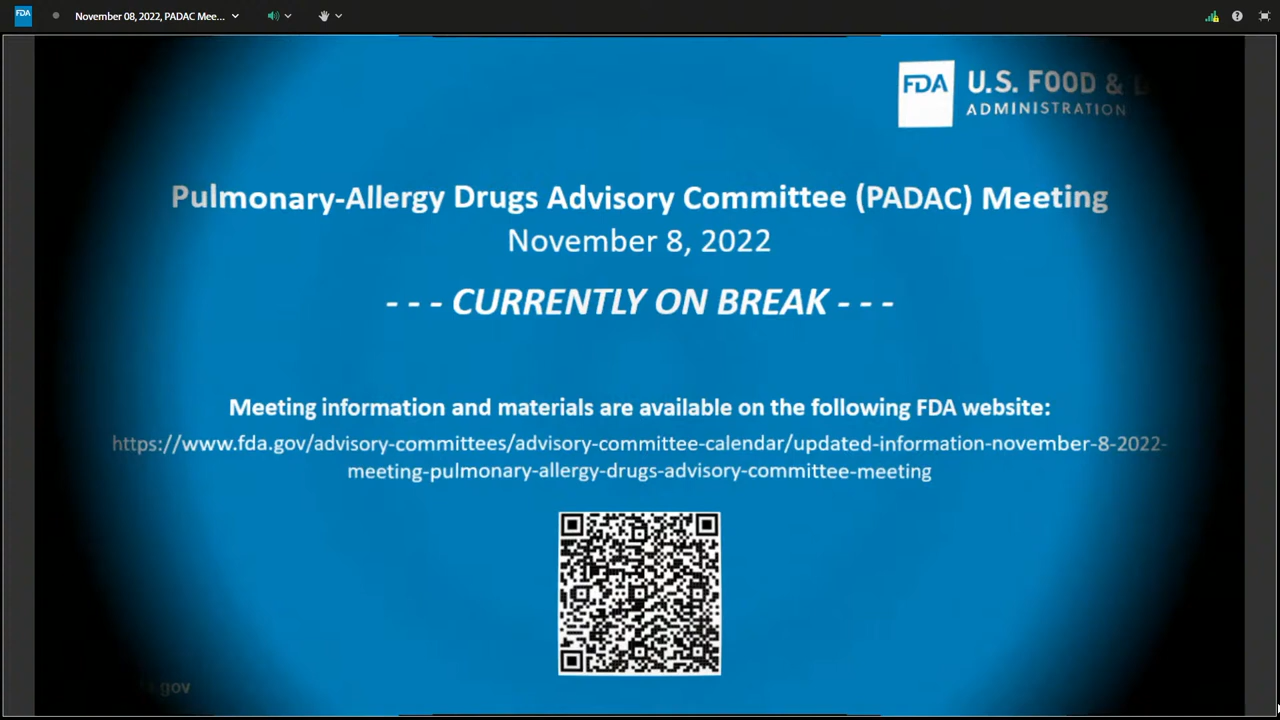 FDA
November 08, 2022, PADAC Mee...
FDA
U.S. FOOD &
ADMINISTRATION
Pulmonary-Allergy Drugs Advisory Committee (PADAC) Meeting
November 8, 2022
- - - CURRENTLY ON BREAK - - -
Meeting information and materials are available on the following FDA website:
https://www.fda.gov/advisory-committees/advisory-committee-calendar/updated-information-november-8-2022-
meeting-pulmonary-allergy-drugs-advisory-committee-meeting
gov